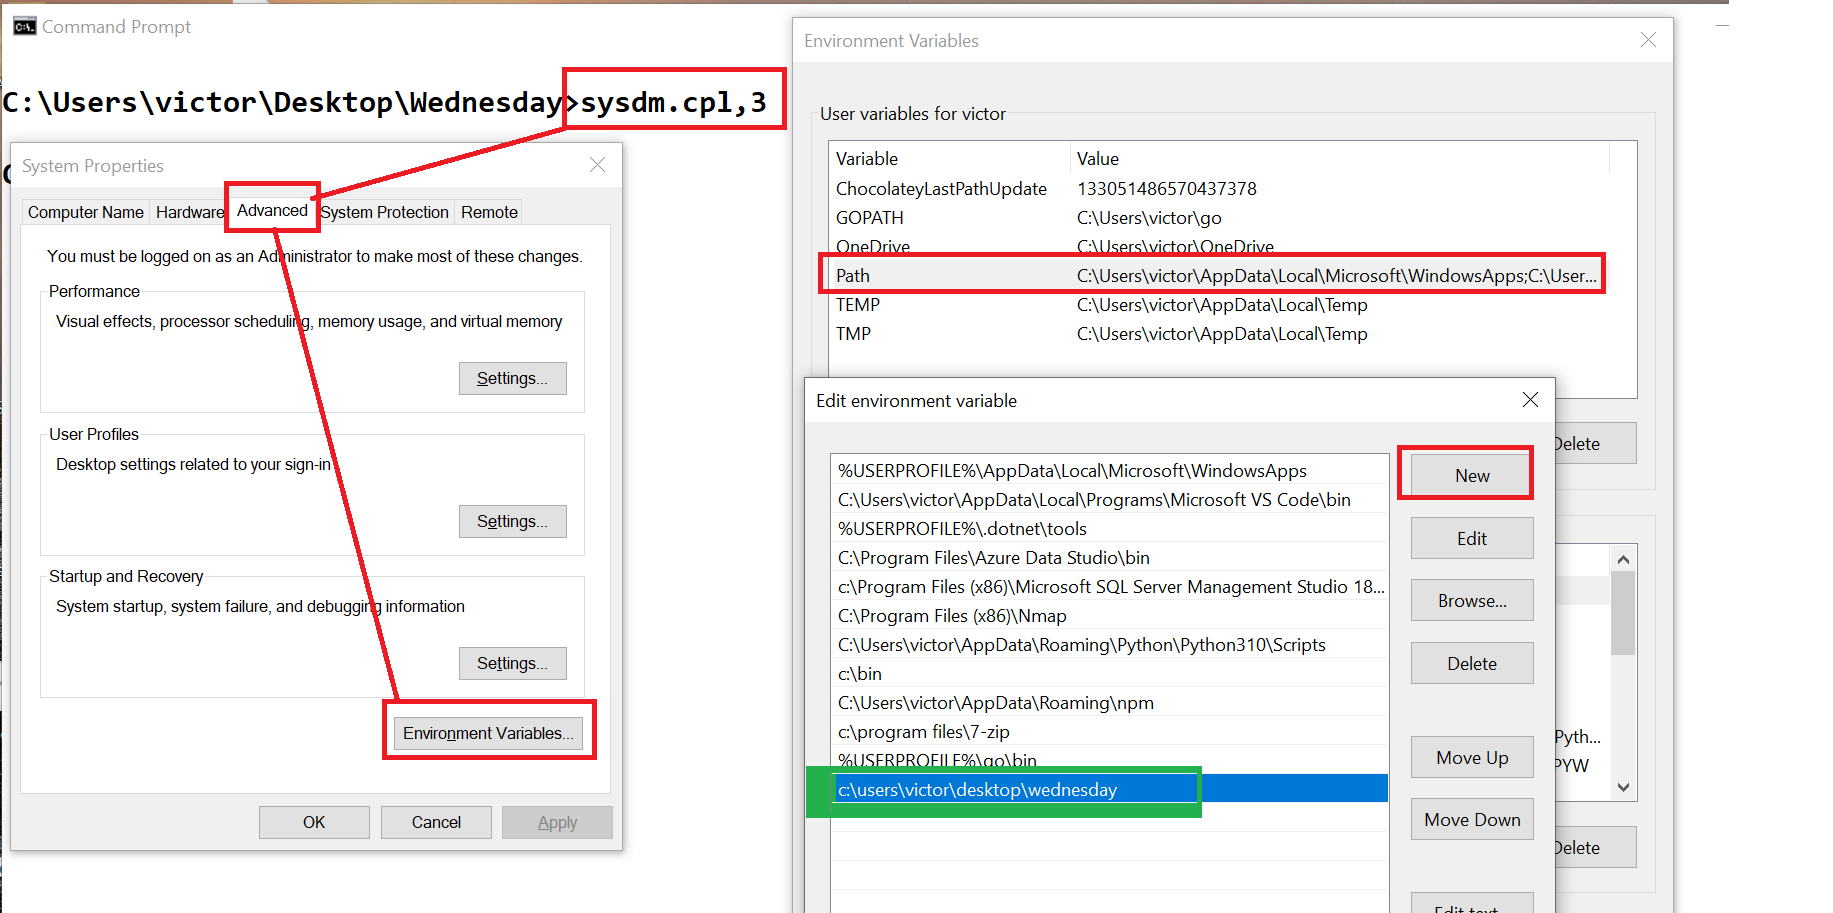 Command Prompt
C:\Users\victor\Desktop\Wednesday>sysdm.cpl,3
System Properties
Computer Name
Hardware
Advanced
System Protection
Remote
You must be logged on as an Administrator to make most of these changes.
Performance
Visual effects, processor scheduling, memory usage, and virtual memory
Settings...
User Profiles
Desktop settings related to your sign-in
Settings...
Startup and Recovery
System startup, system failure, and debugging information
Settings...
Environment Variables...
OK
Cancel
Apply
Environment Variables
User variables for victor
Variable Value
ChocolateyLastPathUpdate 133051486570437378
GOPATH C:\Users\victor\go
OneDrive C:\Users\victor\OneDrive
Path C:\Users\victor\AppData\Local\Microsoft\WindowsApps;C:\User...
TEMP C:\Users\victor\AppData\Local\Temp
TMP C:\Users\victor\AppData\Local\Temp
Delete
Pyth...
PYW
Delete
Edit environment variable
%USERPROFILE%\AppData\Local\Microsoft\WindowsApps
C:\Users\victor\AppData\Local\Programs\Microsoft VS Code\bin
%USERPROFILE%\.dotnet\tools
C:\Program Files\Azure Data Studio\bin
c:\Program Files (x86)\Microsoft SQL Server Management Studio 18...
C:\Program Files (x86)\Nmap
C:\Users\victor\AppData\Roaming\Python\Python310\Scripts
c:\bin
C:\Users\victor\AppData\Roaming\npm
c:\program files\7-zip
%USERPROFILE%\go\bin
c:\users\victor\desktop\wednesday
New
Edit
Browse...
Delete
Move Up
Move Down
Edit text...